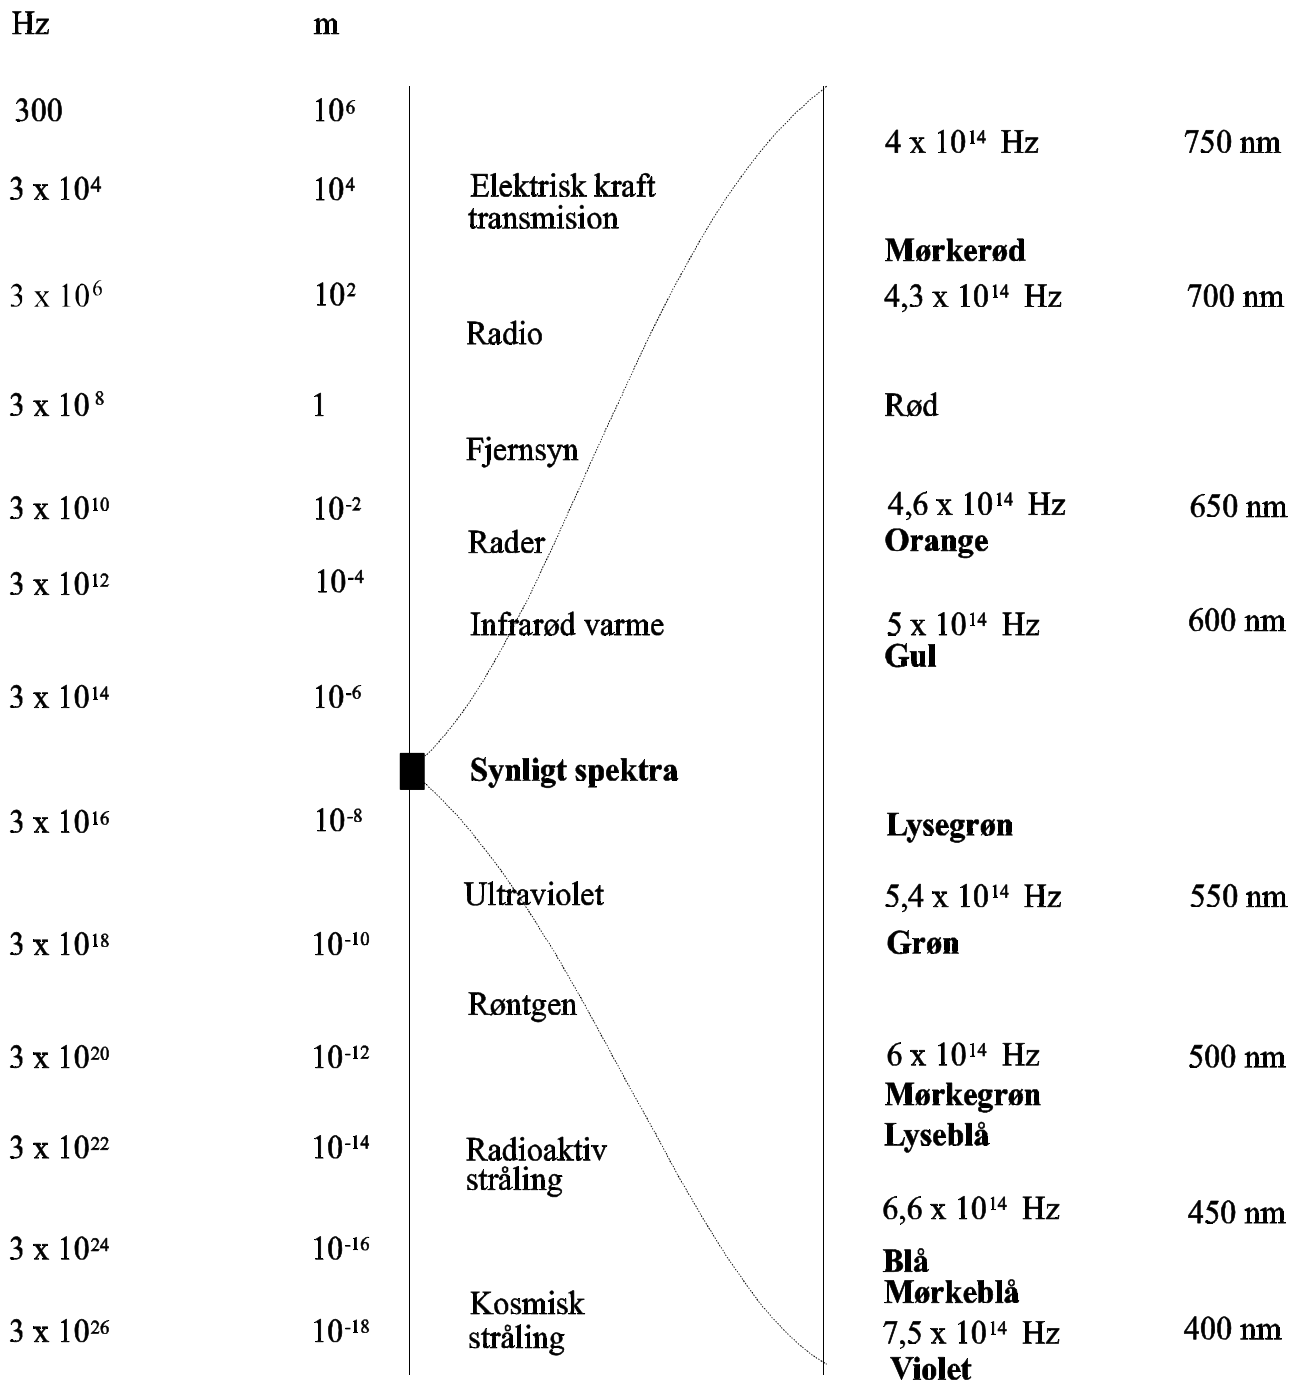 Hz m
300 10⁶
4 x 10¹⁴ Hz 750 nm
3 x 10⁴ 10⁴ Elektrisk kraft
transmision
Mørkerød
3 x 10⁶ 10² 4,3 x 10¹⁴ Hz 700 nm
Radio
3 x 10⁸ 1 Rød
Fjernsyn
3 x 10¹⁰ 10⁻² 4,6 x 10¹⁴ Hz 650 nm
Rader Orange
3 x 10¹² 10⁻⁴
Infrarød varme 5 x 10¹⁴ Hz 600 nm
Gul
3 x 10¹⁴ 10⁻⁶
Synligt spektra
3 x 10¹⁶ 10⁻⁸ Lysegrøn
Ultraviolet 5,4 x 10¹⁴ Hz 550 nm
3 x 10¹⁸ 10⁻¹⁰ Grøn
Røntgen
3 x 10²⁰ 10⁻¹² 6 x 10¹⁴ Hz 500 nm
Mørkegrøn
3 x 10²² 10⁻¹⁴ Radioaktiv Lyseblå
stråling
6,6 x 10¹⁴ Hz 450 nm
3 x 10²⁴ 10⁻¹⁶ Blå
Kosmisk Mørkeblå
3 x 10²⁶ 10⁻¹⁸ stråling 7,5 x 10¹⁴ Hz 400 nm
Violet